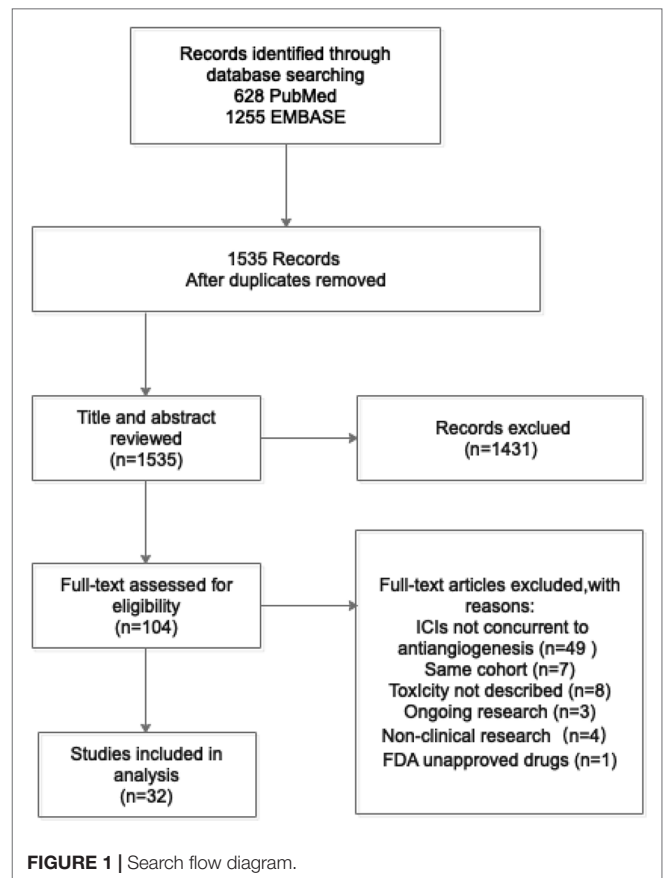 Records identified through
database searching
628 PubMed
1255 EMBASE
1535 Records
After duplicates removed
Title and abstract
reviewed
(n=1535)
Records exclued
(n=1431)
Full-text assessed for
eligibility
(n=104)
Full-text articles excluded,with
reasons:
ICIs not concurrent to
antiangiogenesis (n=49 )
Same cohort (n=7)
ToxIcity not described (n=8)
Ongoing research (n=3)
Non-clinical research （n=4)
FDA unapproved drugs (n=1)
Studies included in
analysis
(n=32)
FIGURE 1 | Search flow diagram.